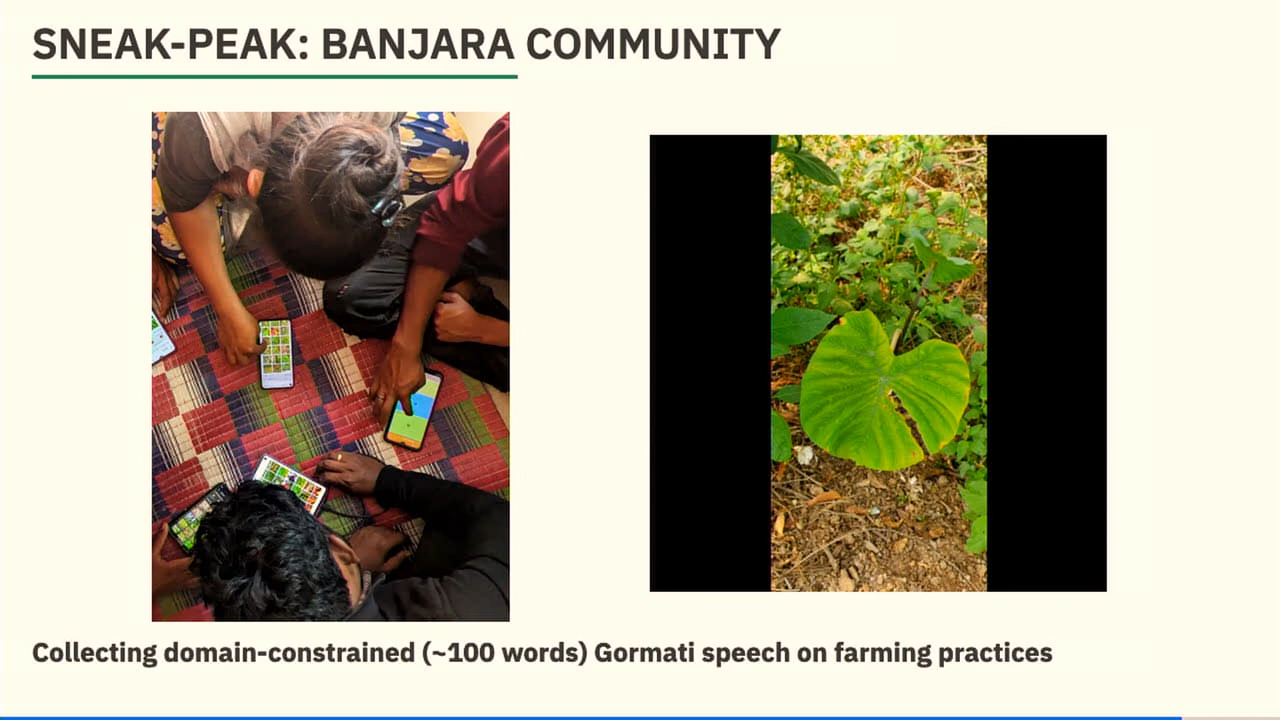 SNEAK-PEAK: BANJARA COMMUNITY
Collecting domain-constrained (~100 words) Gormati speech on farming practices